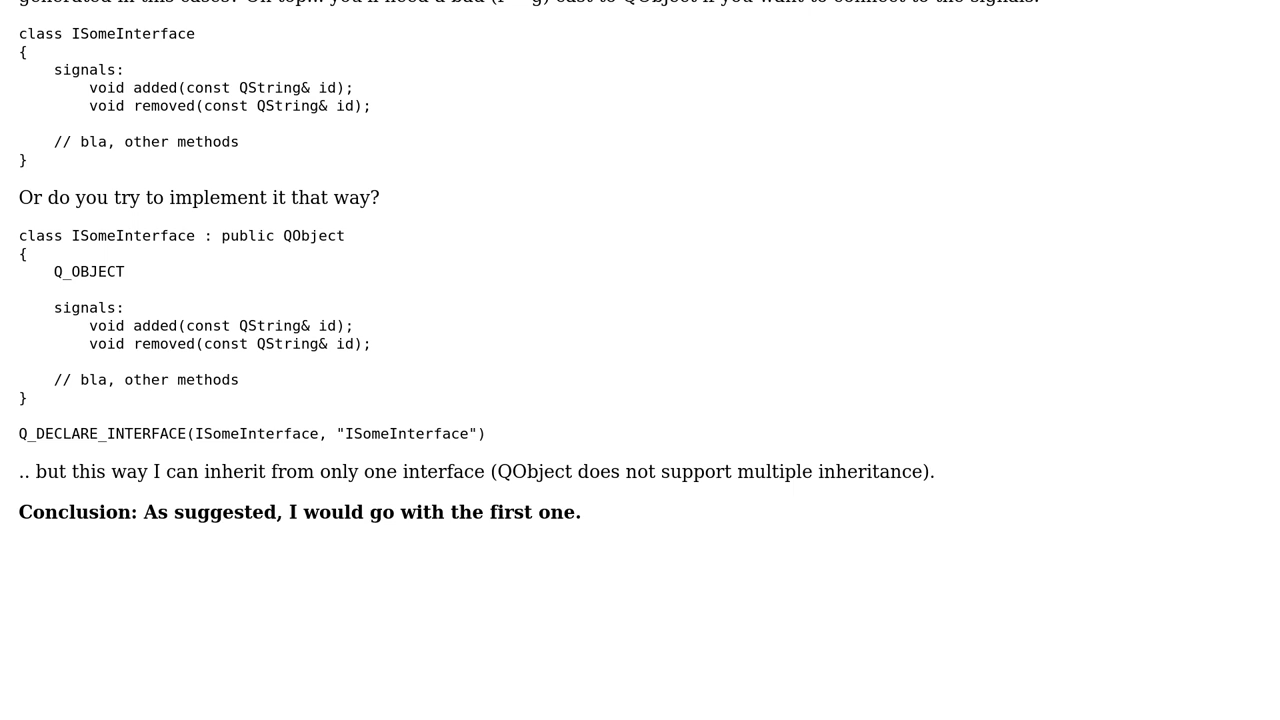 class ISomeInterface
{
    signals:
        void added(const QString& id);
        void removed(const QString& id);
    // bla, other methods
}
Or do you try to implement it that way?
class ISomeInterface : public QObject
{
    Q_OBJECT
    signals:
        void added(const QString& id);
        void removed(const QString& id);
    // bla, other methods
}
Q_DECLARE_INTERFACE(ISomeInterface, "ISomeInterface")
.. but this way I can inherit from only one interface (QObject does not support multiple inheritance).
Conclusion: As suggested, I would go with the first one.